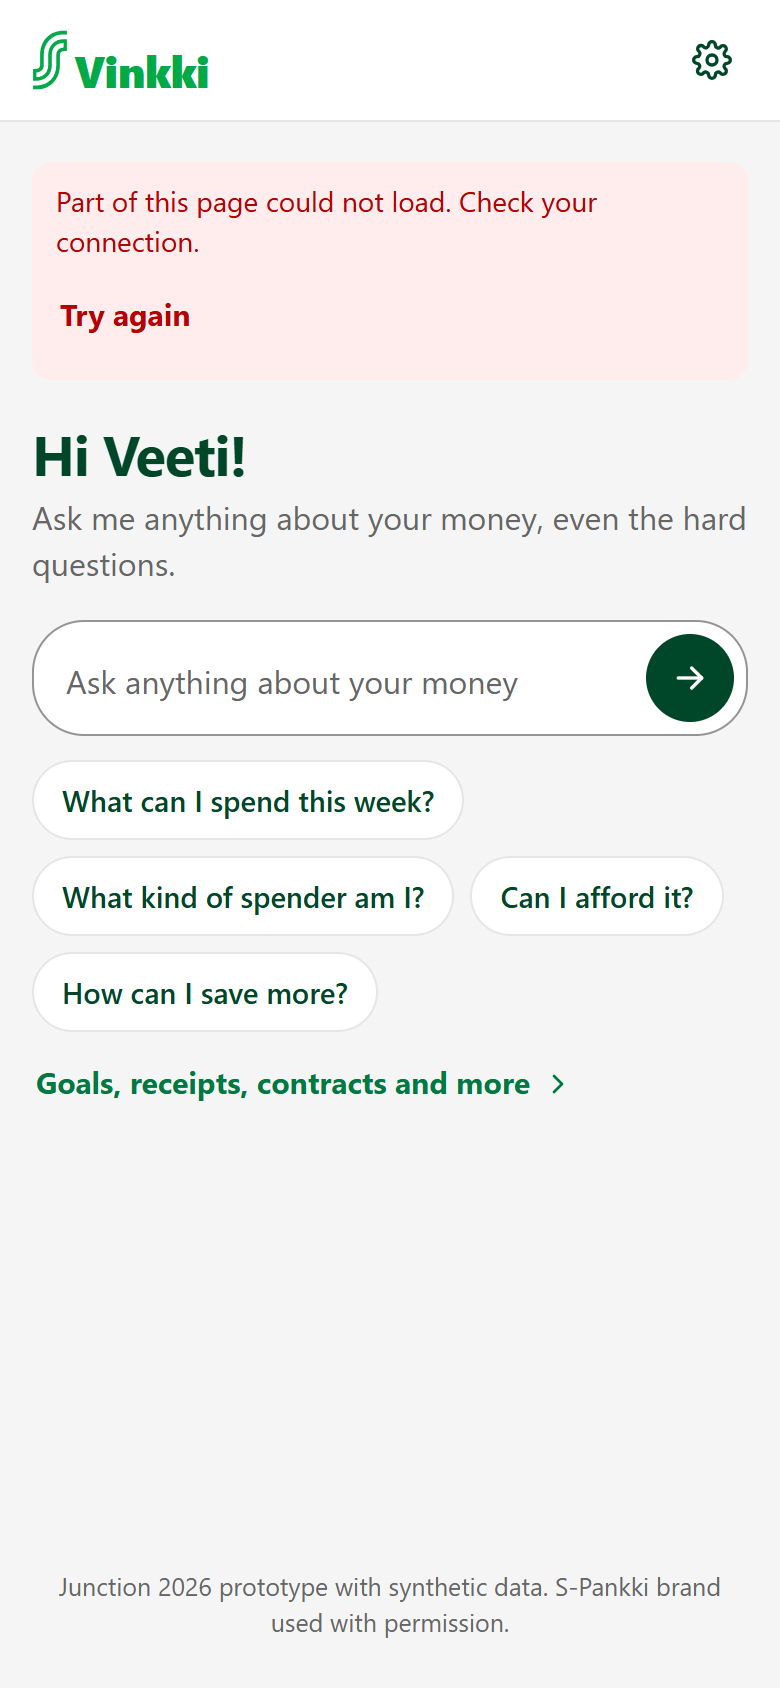 Vinkki
Part of this page could not load. Check your
connection.
Try again
Hi Veeti!
Ask me anything about your money, even the hard
questions.
Ask anything about your money
What can I spend this week?
What kind of spender am I?
Can I afford it?
How can I save more?
Goals, receipts, contracts and more
Junction 2026 prototype with synthetic data. S-Pankki brand
used with permission.